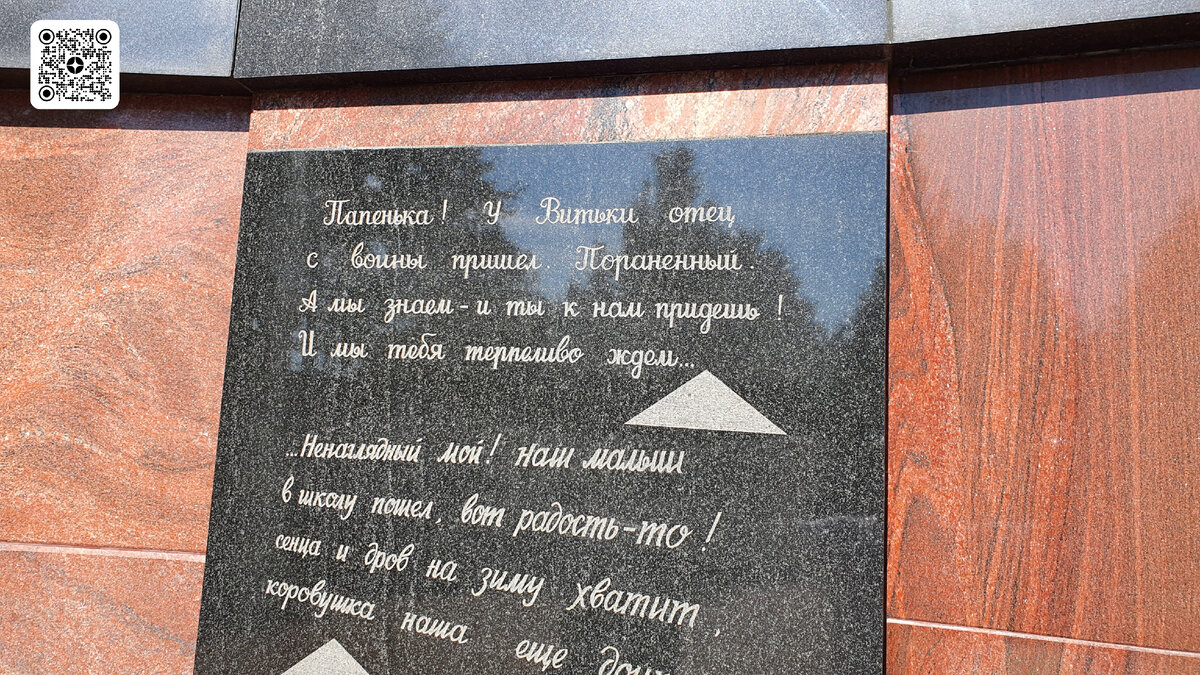 Папенька! У Витьки отец
с воины пришел. Пораненный.
А мы знаем - и ты к нам придешь!
И мы тебя терпеливо ждем...
...Ненаглядный мой! наш малыш
в школу пошел, вот радость-то!
сенца и дров на зиму хватит,
коровушка наша еще